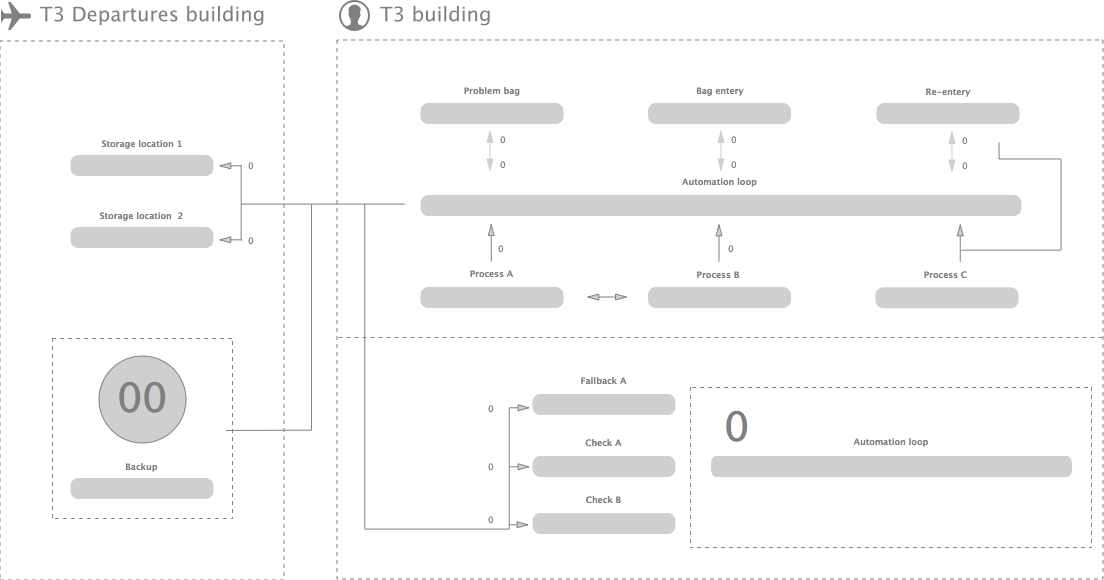 T3 Departures building
T3 building
Problem bag
Bag entery
Re-entery
0
0
0
0
0
0
Storage location 1
0
Automation loop
Storage location 2
0
0
0
Process A
Process B
Process C
00
Backup
Fallback A
0
0
Check A
Automation loop
0
Check B
0